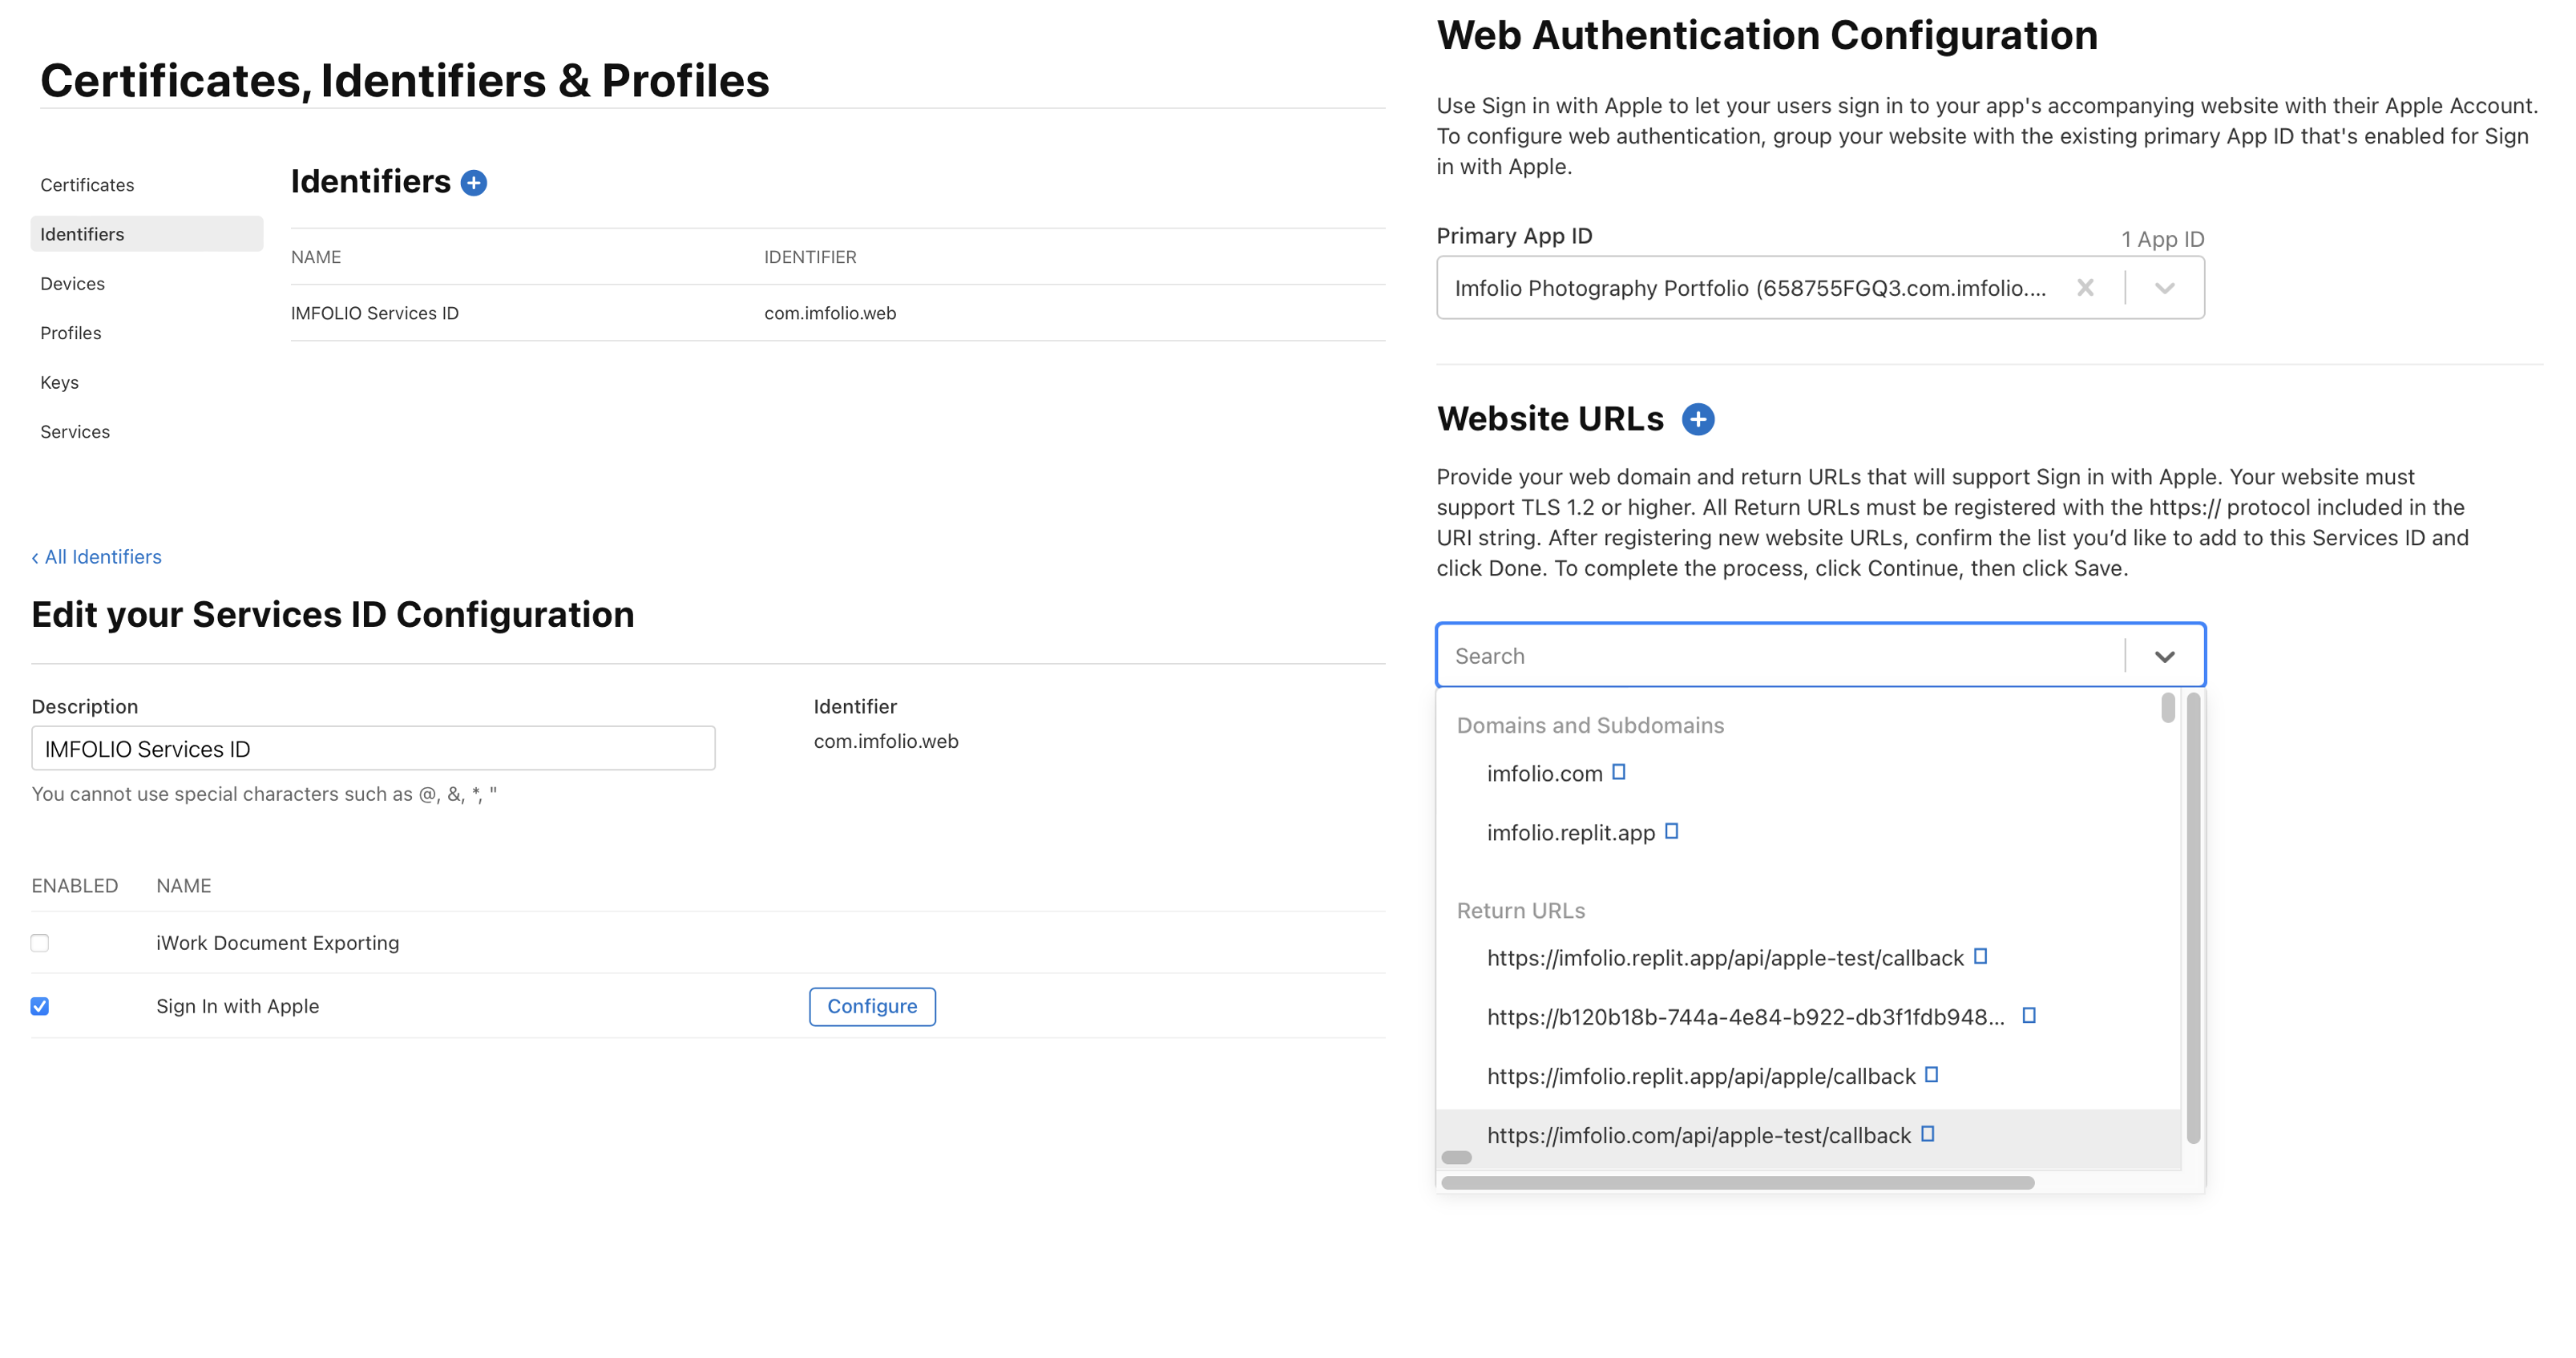 Certificates, Identifiers & Profiles
Certificates
Identifiers
Devices
Profiles
Keys
Services
Identifiers
NAME IDENTIFIER
IMFOLIO Services ID com.imfolio.web
‹ All Identifiers
Edit your Services ID Configuration
Description
IMFOLIO Services ID
You cannot use special characters such as @, &, *, "
Identifier
com.imfolio.web
ENABLED NAME
iWork Document Exporting
Sign In with Apple Configure
Web Authentication Configuration
Use Sign in with Apple to let your users sign in to your app's accompanying website with their Apple Account.
To configure web authentication, group your website with the existing primary App ID that's enabled for Sign
in with Apple.
Primary App ID 1 App ID
Imfolio Photography Portfolio (658755FGQ3.com.imfolio....
Website URLs
Provide your web domain and return URLs that will support Sign in with Apple. Your website must
support TLS 1.2 or higher. All Return URLs must be registered with the https:// protocol included in the
URI string. After registering new website URLs, confirm the list you’d like to add to this Services ID and
click Done. To complete the process, click Continue, then click Save.
Search
Domains and Subdomains
imfolio.com
imfolio.replit.app
Return URLs
https://imfolio.replit.app/api/apple-test/callback
https://b120b18b-744a-4e84-b922-db3f1fdb948...
https://imfolio.replit.app/api/apple/callback
https://imfolio.com/api/apple-test/callback